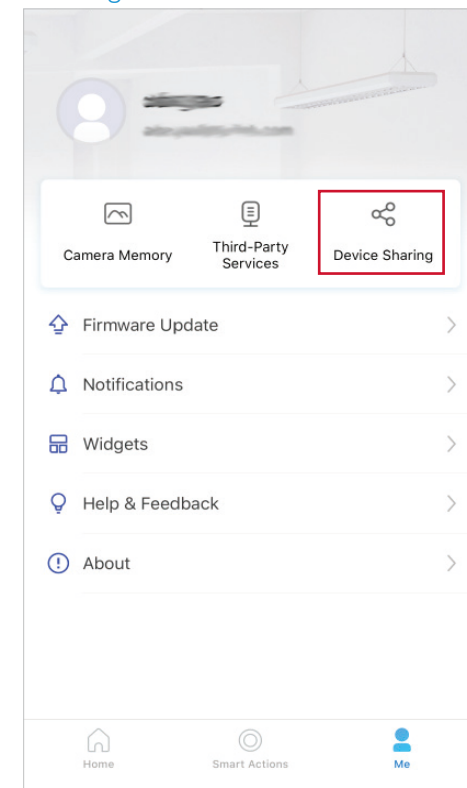 Camera Memory
Third-Party
Services
Device Sharing
Firmware Update
Notifications
Widgets
Help & Feedback
About
Home
Smart Actions
Me